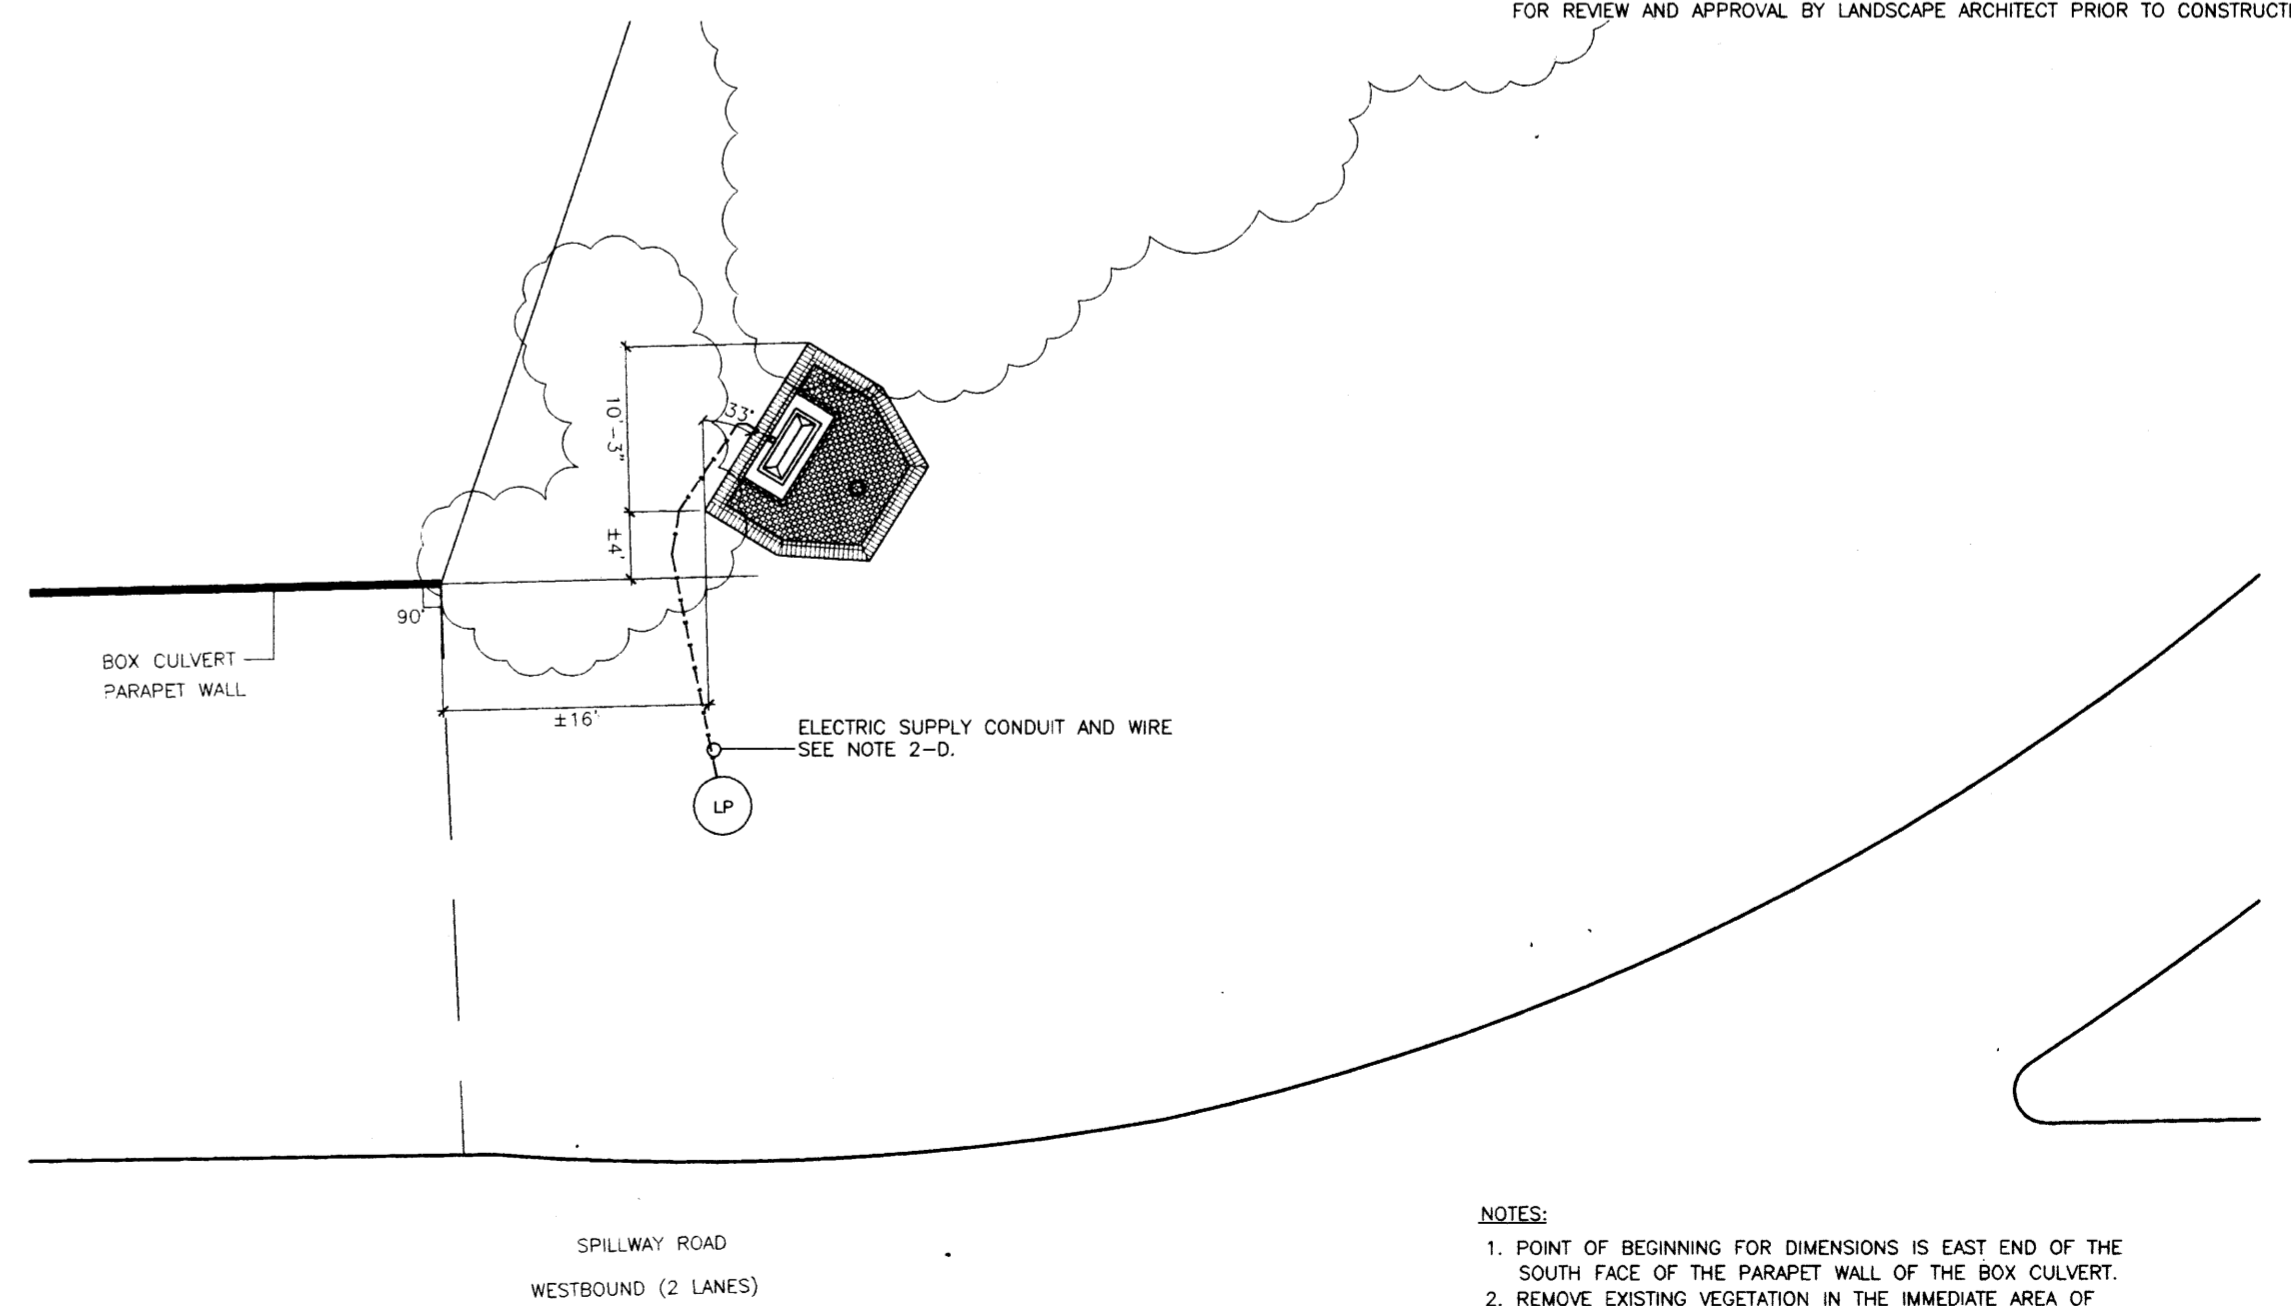 FOR REVIEW AND APPROVAL BY LANDSCAPE ARCHITECT PRIOR TO
33°
10'-3"
±4'
90°
BOX CULVERT
PARAPET WALL
±16'
ELECTRIC SUPPLY CONDUIT AND WIRE
SEE NOTE 2-D.
LP
SPILLWAY ROAD
WESTBOUND (2 LANES)
NOTES:
1. POINT OF BEGINNING FOR DIMENSIONS IS EAST END OF THE
SOUTH FACE OF THE PARAPET WALL OF THE BOX CULVERT.
2. REMOVE EXISTING VEGETATION IN THE IMMEDIATE AREA OF